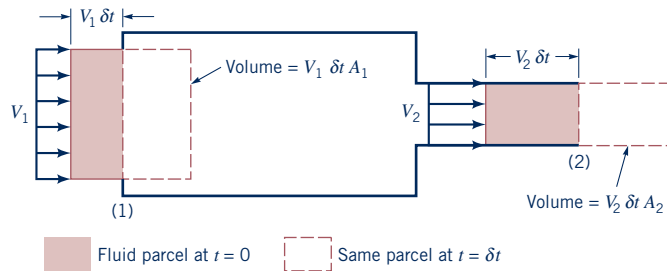 V₁ δt
V₂ δt
Volume = V₁ δt A₁
V₁
V₂
(1)
(2)
Volume = V₂ δt A₂
Fluid parcel at t = 0
Same parcel at t = δt